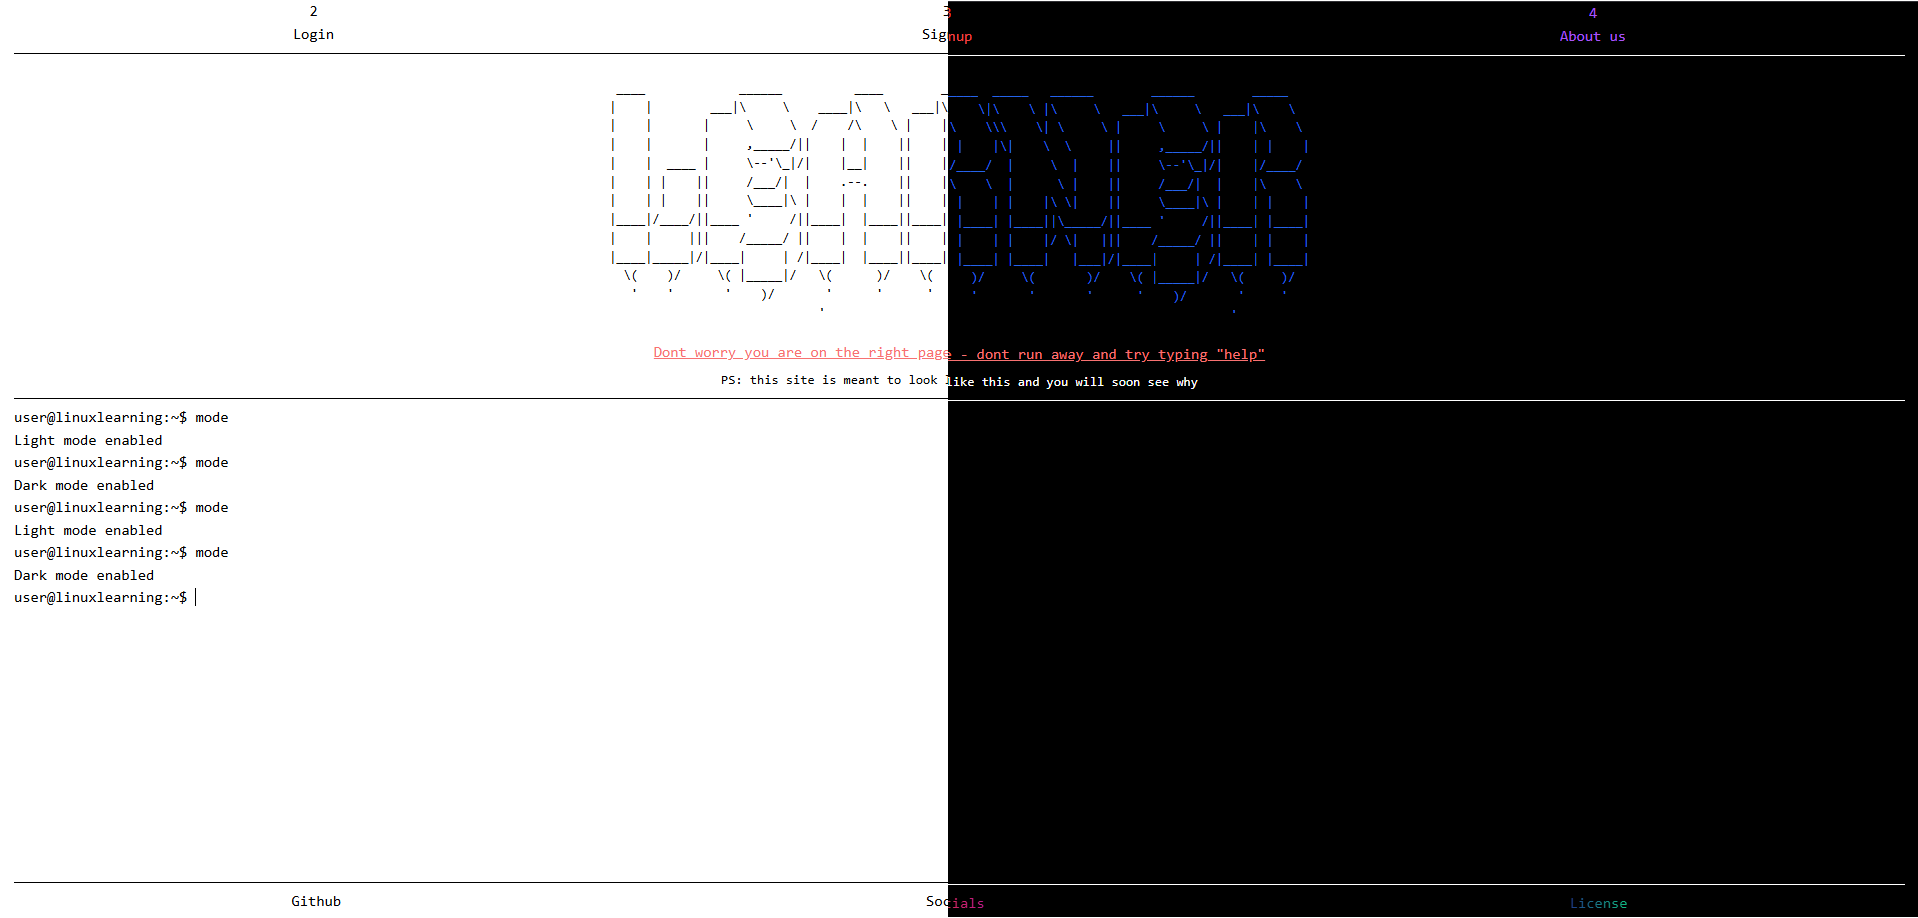 2 3 4
Login Signup About us
LEARNER
Dont worry you are on the right page - dont run away and try typing "help"
PS: this site is meant to look like this and you will soon see why
user@linuxlearning:~$ mode
Light mode enabled
user@linuxlearning:~$ mode
Dark mode enabled
user@linuxlearning:~$ mode
Light mode enabled
user@linuxlearning:~$ mode
Dark mode enabled
user@linuxlearning:~$
Github Socials License